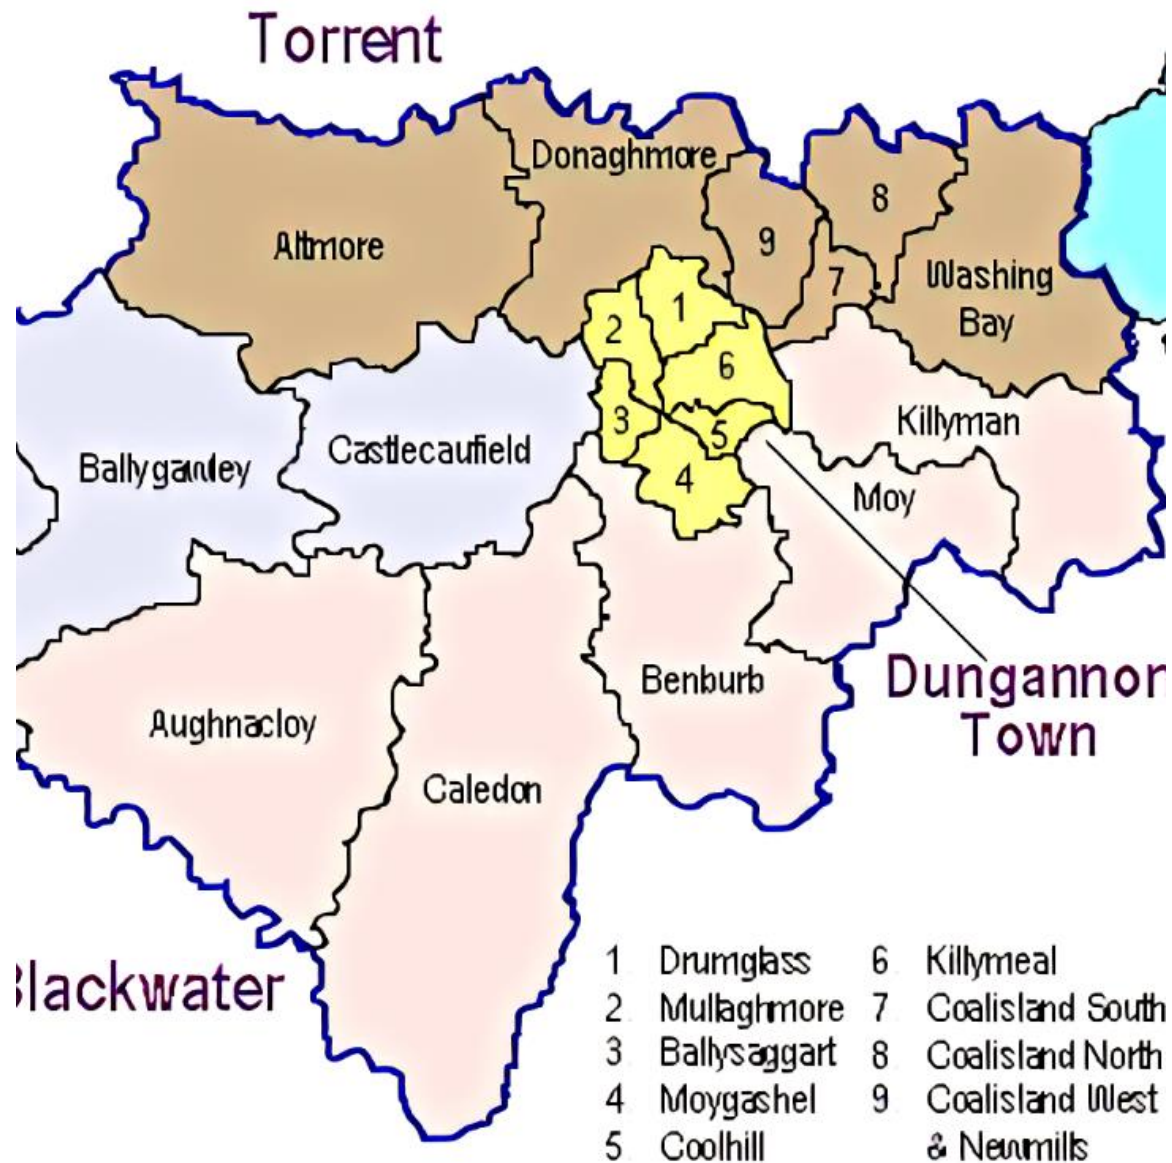 Torrent
Donaghmore
8
9
Altmore
7
Washing
Bay
1
2
6
3
5
Killyman
Castlecaufield
Ballygawley
4
Moy
Benburb
Dungannon
Town
Aughnacloy
Caledon
Blackwater
1 Drumglass 6 Killymeal
2 Mullaghmore 7 Coalisland South
3 Ballysaggart 8 Coalisland North
4 Moygashel 9 Coalisland West
5 Coolhill & Newmills